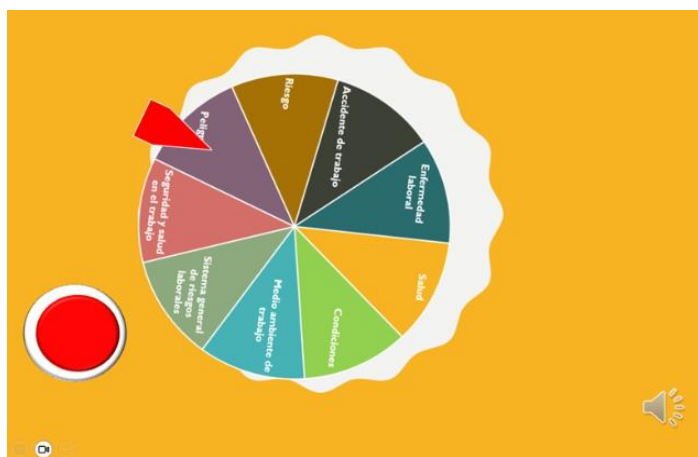 Riesgo
Accidente de trabajo
Enfermedad
laboral
Salud
Condiciones
Medio ambiente de
trabajo
Sistema general
de riesgos
laborales
Seguridad y salud
en el trabajo